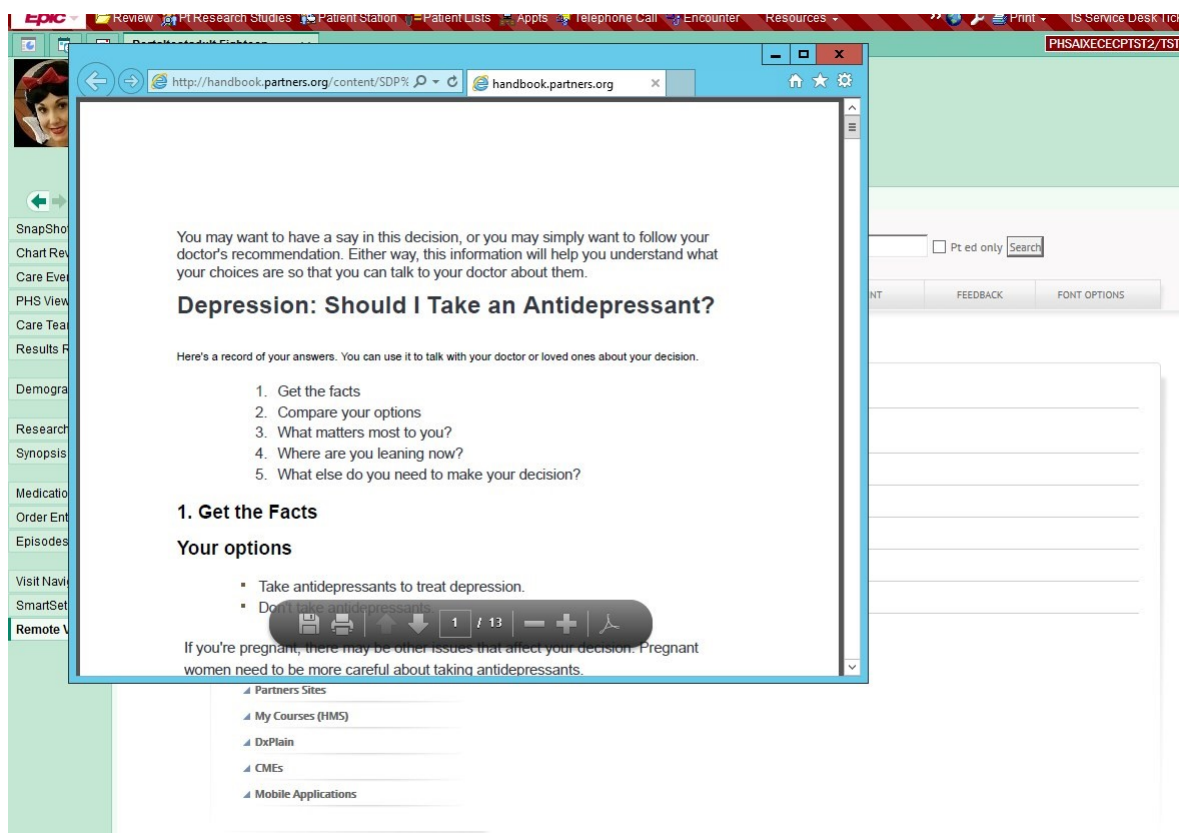 Epic Review Pt Research Studies Patient Station Patient Lists Appts Telephone Call Encounter Resources Print IS Service Desk Tick
PHSAIXECECPTST2/TST
http://handbook.partners.org/content/SDP%
handbook.partners.org
SnapSho
Chart Rev
Care Ever
PHS View
Care Tea
Results R
Demogra
Research
Synopsis
Medicatio
Order Ent
Episodes
Visit Navi
SmartSet
Remote V
You may want to have a say in this decision, or you may simply want to follow your
doctor's recommendation. Either way, this information will help you understand what
your choices are so that you can talk to your doctor about them.
Depression: Should I Take an Antidepressant?
Here's a record of your answers. You can use it to talk with your doctor or loved ones about your decision.
1. Get the facts
2. Compare your options
3. What matters most to you?
4. Where are you leaning now?
5. What else do you need to make your decision?
1. Get the Facts
Your options
Take antidepressants to treat depression.
Don't take antidepressants.
1 / 13
If you're pregnant, there may be other issues that affect your decision. Pregnant
women need to be more careful about taking antidepressants.
Pt ed only Search
NT FEEDBACK FONT OPTIONS
Partners Sites
My Courses (HMS)
DxPlain
CMEs
Mobile Applications